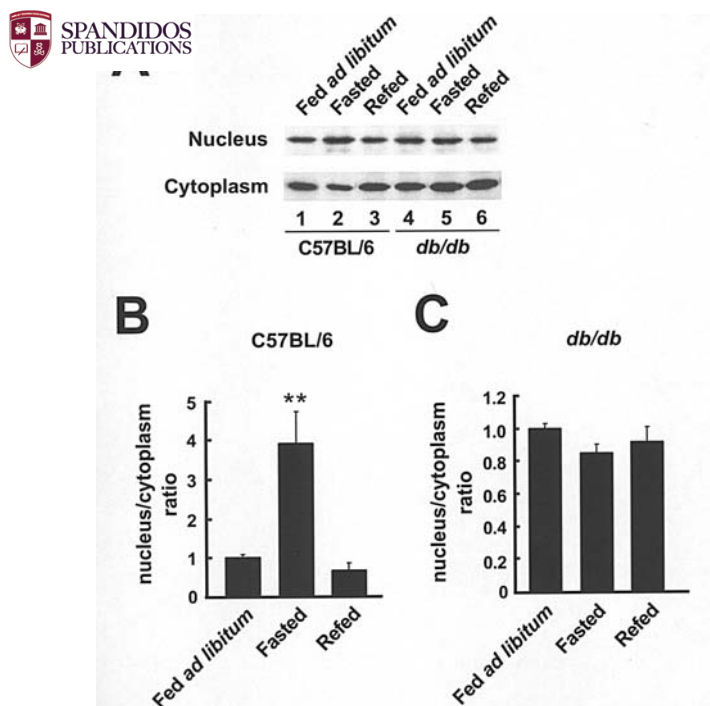 SPANDIDOS
PUBLICATIONS
Fed ad libitum
Fasted
Refed
Fed ad libitum
Fasted
Refed
Nucleus
Cytoplasm
1 2 3 4 5 6
C57BL/6 db/db
B
C57BL/6
nucleus/cytoplasm
ratio
5
4
3
2
1
0
**
Fed ad libitum
Fasted
Refed
C
db/db
nucleus/cytoplasm
ratio
1.2
1.0
0.8
0.6
0.4
0.2
0
Fed ad libitum
Fasted
Refed